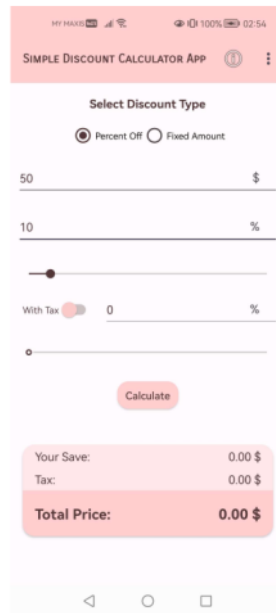 MY MAXIS HD 100% 02:54
SIMPLE DISCOUNT CALCULATOR APP
Select Discount Type
Percent Off Fixed Amount
50 $
10 %
With Tax 0 %
Calculate
Your Save: 0.00 $
Tax: 0.00 $
Total Price: 0.00 $